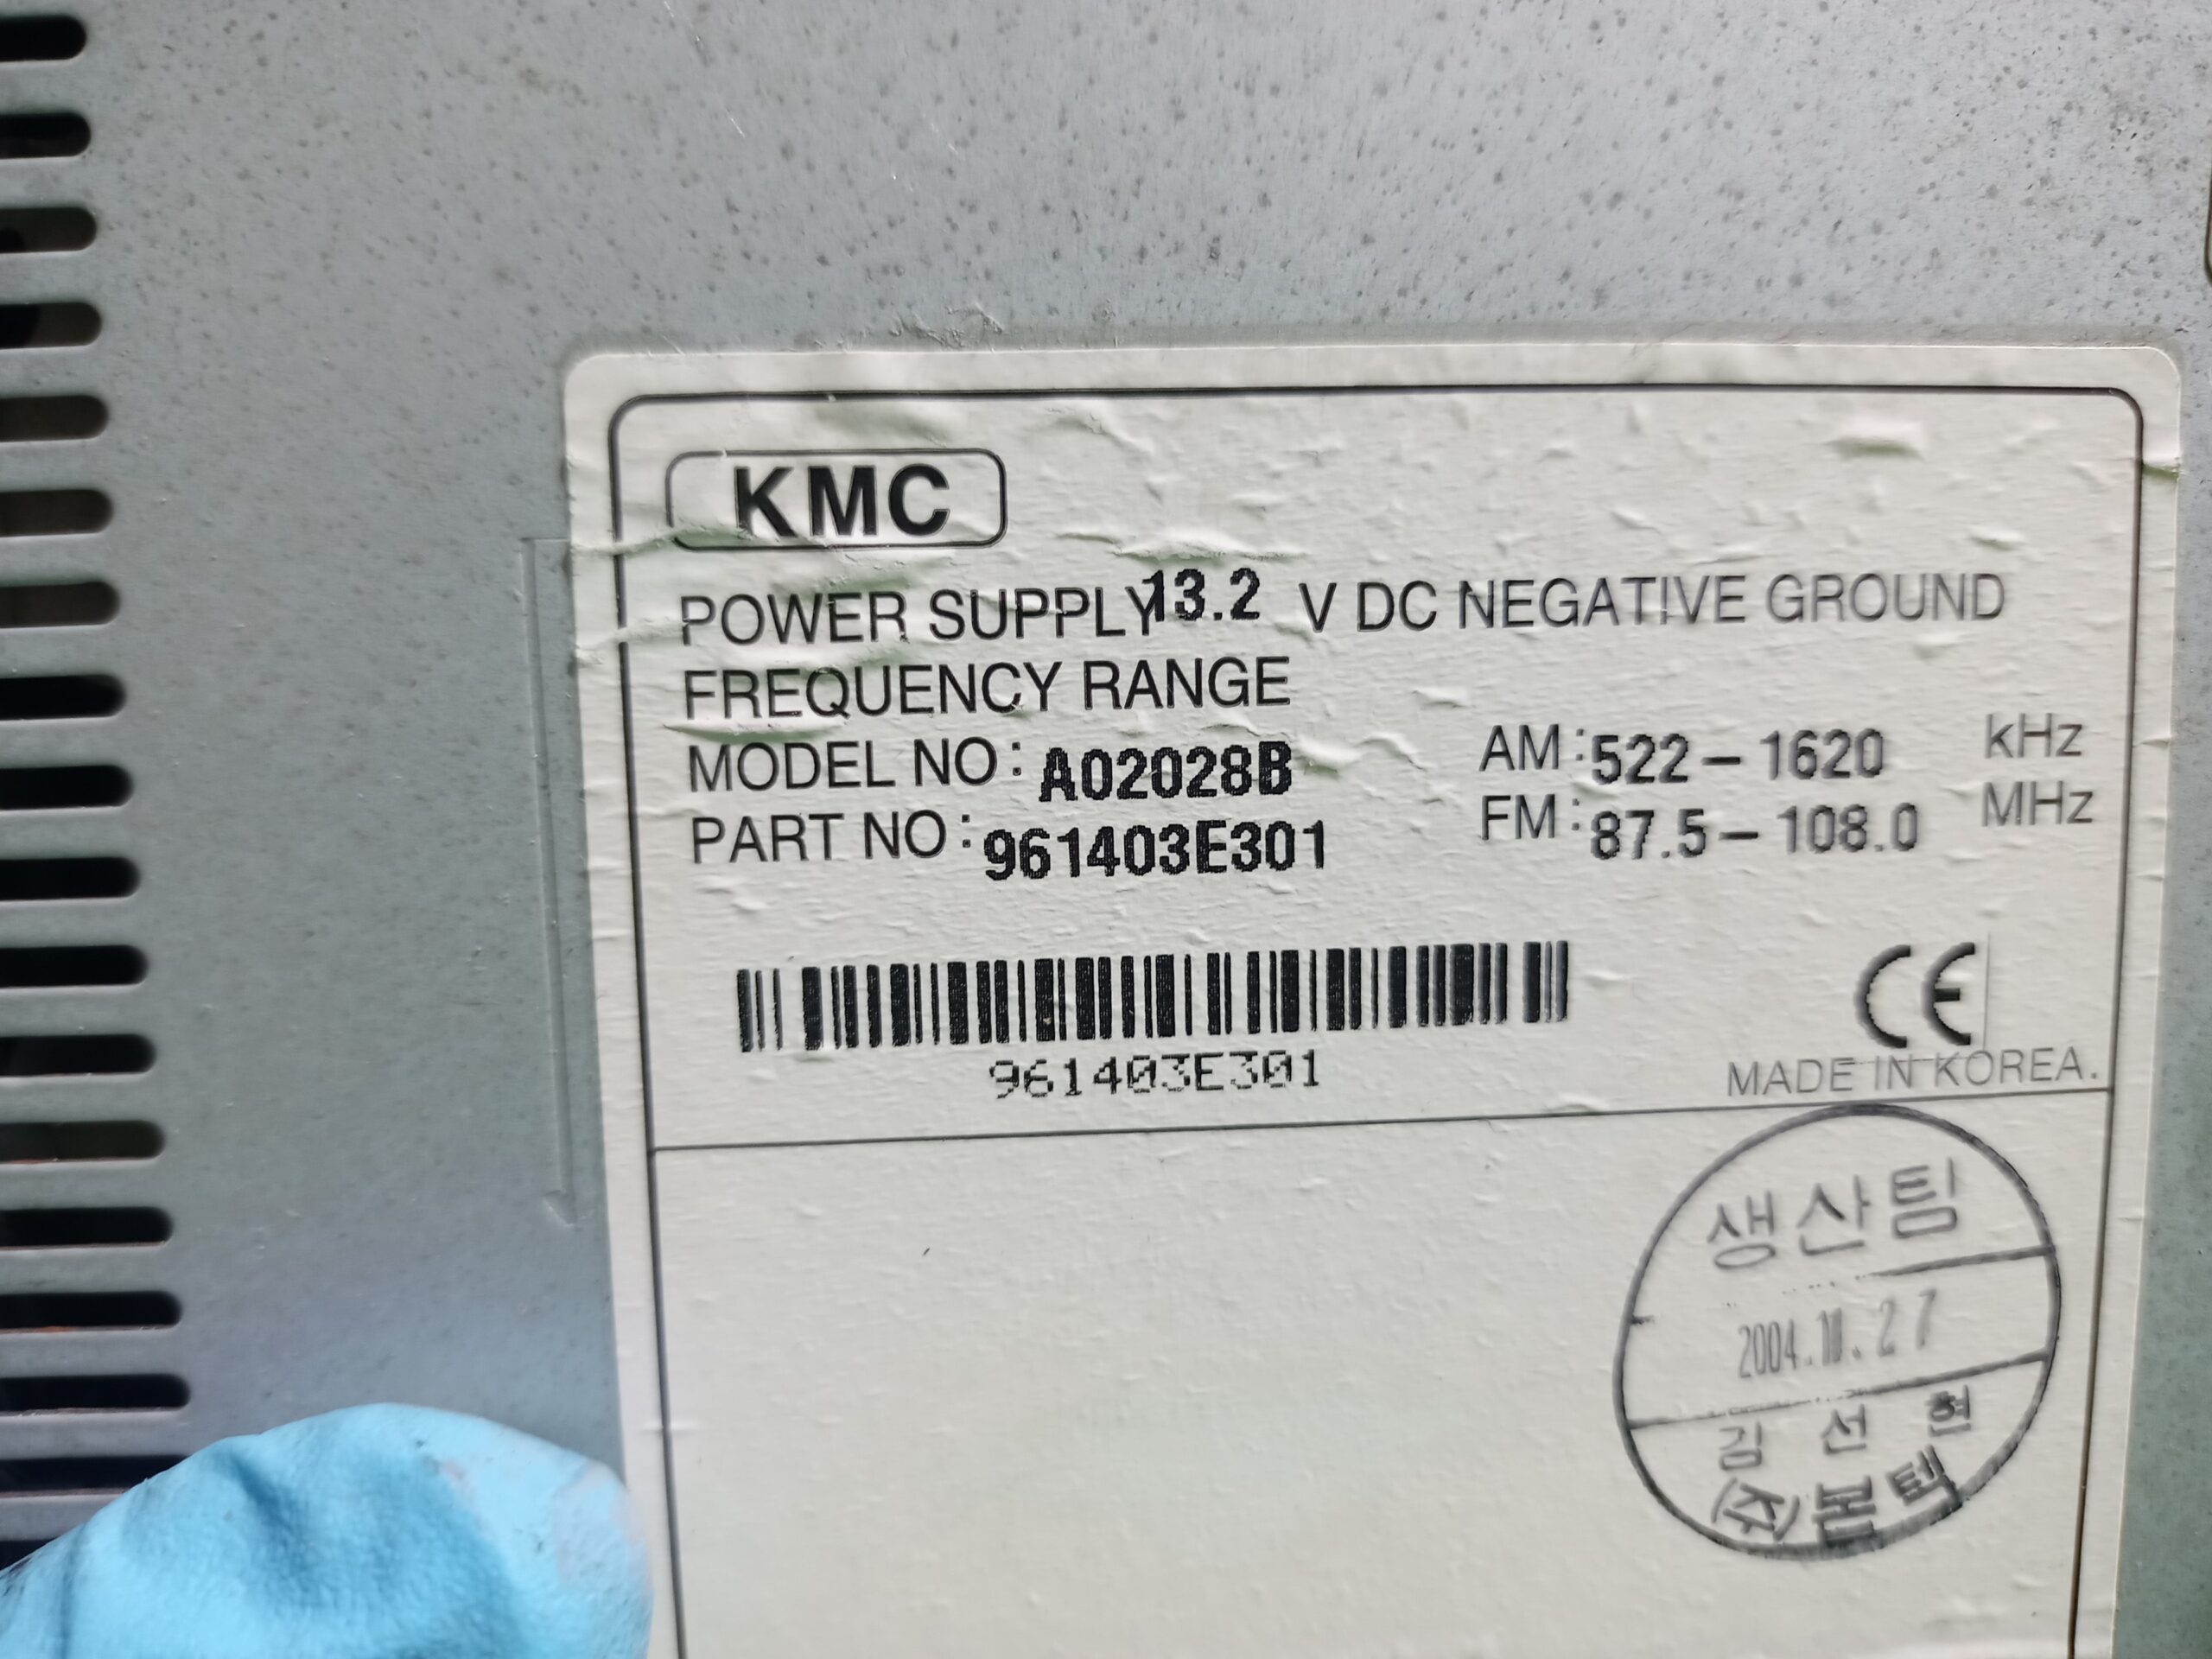 KMC
POWER SUPPLY 13.2 V DC NEGATIVE GROUND
FREQUENCY RANGE
MODEL NO: A02028B AM: 522-1620 kHz
PART NO: 961403E301 FM: 87.5-108.0 MHz
961403E301
CE
MADE IN KOREA.
생산팀
2004.10.27
김선현
(주)본텍